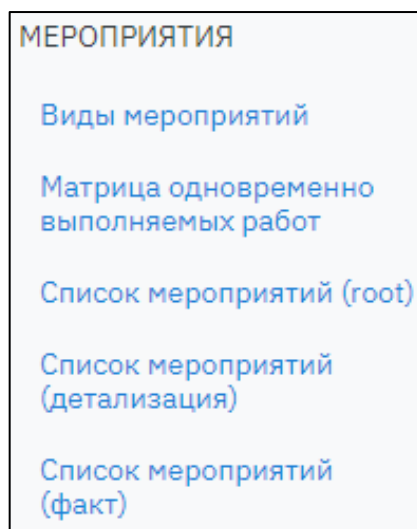 МЕРОПРИЯТИЯ
Виды мероприятий
Матрица одновременно
выполняемых работ
Список мероприятий (root)
Список мероприятий
(детализация)
Список мероприятий
(факт)